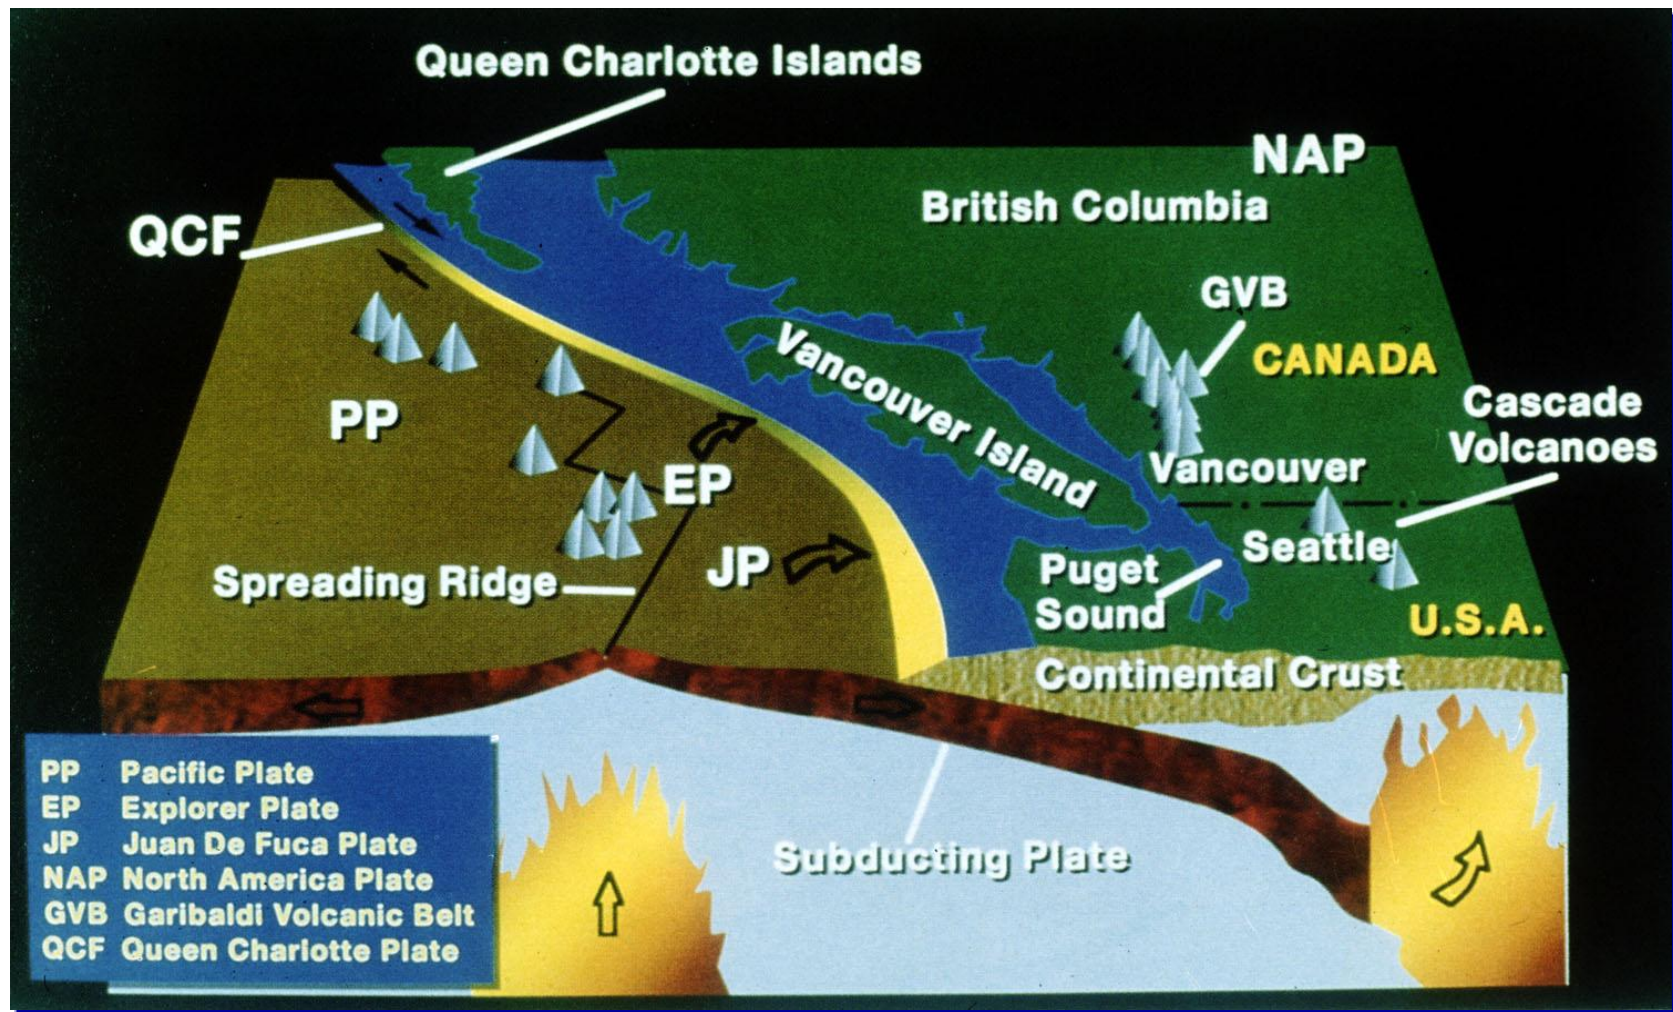 Queen Charlotte Islands
NAP
British Columbia
QCF
GVB
CANADA
Vancouver Island
Cascade
Volcanoes
PP
Vancouver
EP
Seattle
JP
Puget
Sound
Spreading Ridge
U.S.A.
Continental Crust
Subducting Plate
PP Pacific Plate
EP Explorer Plate
JP Juan De Fuca Plate
NAP North America Plate
GVB Garibaldi Volcanic Belt
QCF Queen Charlotte Plate